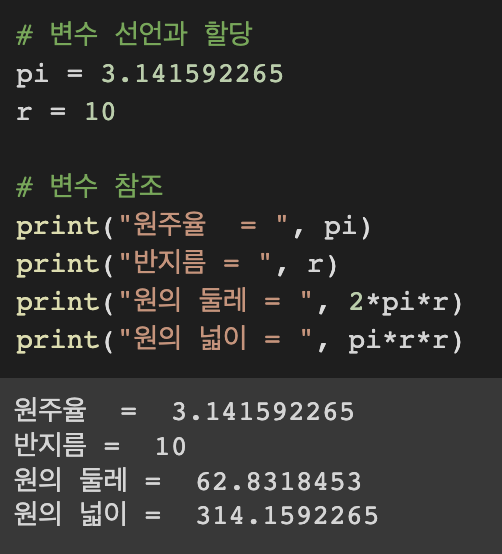 # 변수 선언과 할당
pi = 3.141592265
r = 10
# 변수 참조
print("원주율  = ", pi)
print("반지름 = ", r)
print("원의 둘레 = ", 2*pi*r)
print("원의 넓이 = ", pi*r*r)
원주율  =  3.141592265
반지름 =  10
원의 둘레 =  62.8318453
원의 넓이 =  314.1592265